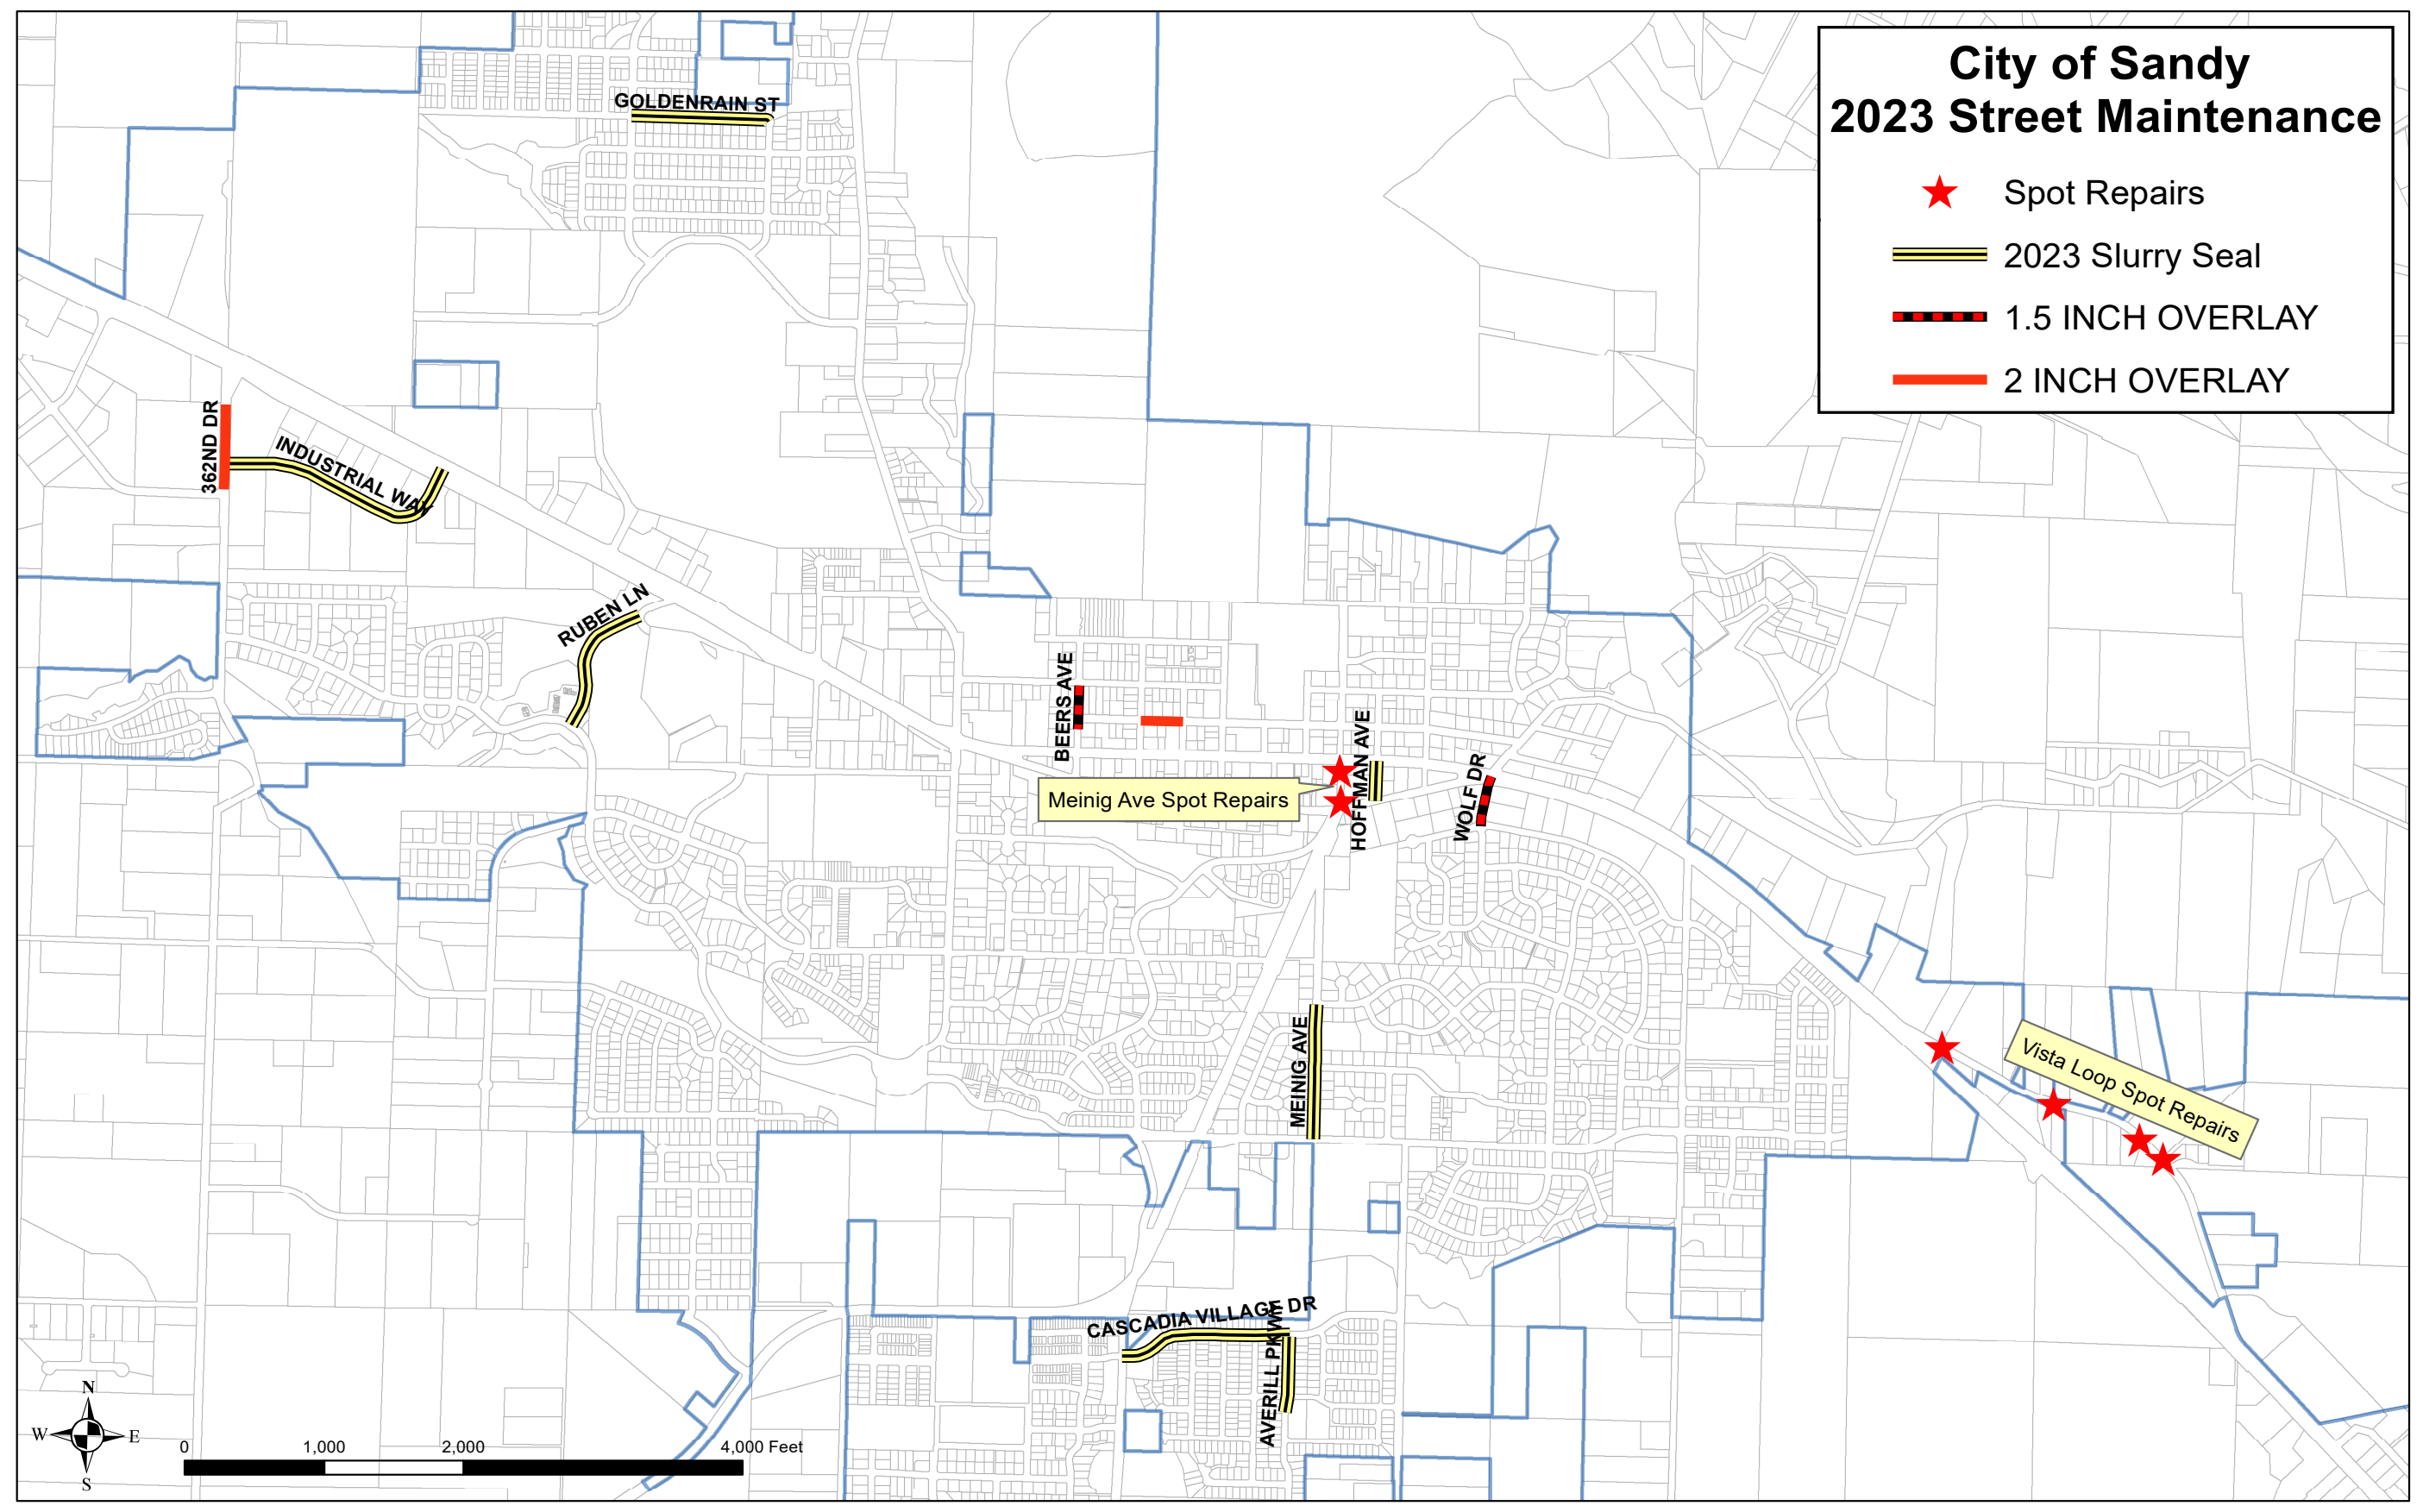 City of Sandy
2023 Street Maintenance
Spot Repairs
2023 Slurry Seal
1.5 INCH OVERLAY
2 INCH OVERLAY
GOLDENRAIN ST
362ND DR
INDUSTRIAL WAY
RUBEN LN
BEERS AVE
HOFFMAN AVE
WOLF DR
Meinig Ave Spot Repairs
MEINIG AVE
Vista Loop Spot Repairs
CASCADIA VILLAGE DR
AVERILL PKWY
N
W E
S
0 1,000 2,000 4,000 Feet